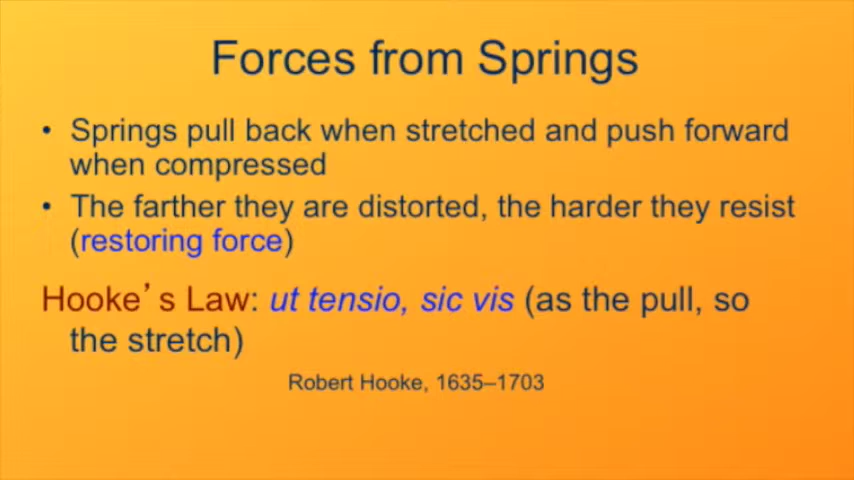 Forces from Springs
• Springs pull back when stretched and push forward
when compressed
• The farther they are distorted, the harder they resist
(restoring force)
Hooke’s Law: ut tensio, sic vis (as the pull, so
the stretch)
Robert Hooke, 1635–1703